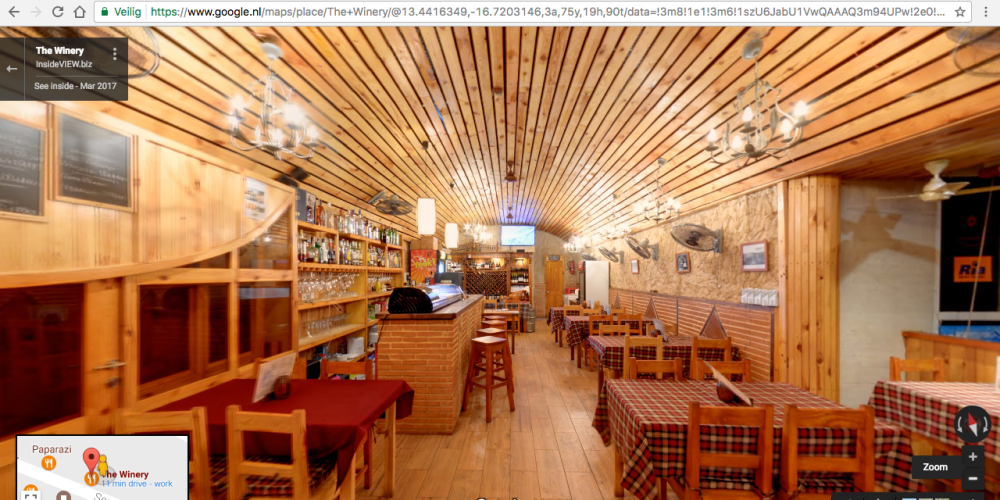 Veilig
https://www.google.nl/maps/place/The+Winery/@13.4416349,-16.7203146,3a,75y,19h,90t/data=!3m8!1e1!3m6!1szU6JabU1VwQAAAQ3m94UPw!2e0!...
The Winery
InsideVIEW.biz
See inside - Mar 2017
Ria
Paparazi
The Winery
11 min drive - work
Zoom